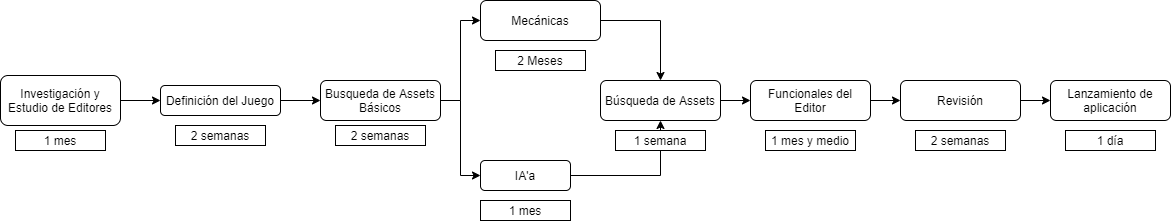 Investigación y
Estudio de Editores
1 mes
Definición del Juego
2 semanas
Busqueda de Assets
Básicos
2 semanas
Mecánicas
2 Meses
IA'a
1 mes
Búsqueda de Assets
1 semana
Funcionales del
Editor
1 mes y medio
Revisión
2 semanas
Lanzamiento de
aplicación
1 día